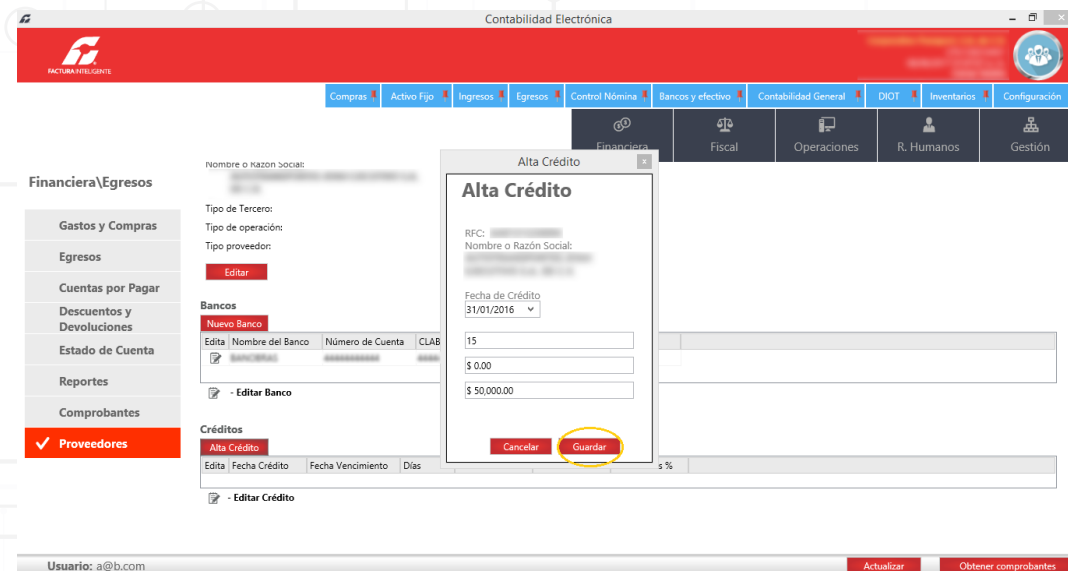 Contabilidad Electrónica
FACTURA INTELIGENTE
Compras
Activo Fijo
Ingresos
Egresos
Control Nómina
Bancos y efectivo
Contabilidad General
DIOT
Inventarios
Configuración
Financiera
Fiscal
Operaciones
R. Humanos
Gestión
Financiera\Egresos
Gastos y Compras
Egresos
Cuentas por Pagar
Descuentos y
Devoluciones
Estado de Cuenta
Reportes
Comprobantes
Proveedores
Nombre o Razón Social:
Tipo de Tercero:
Tipo de operación:
Tipo proveedor:
Editar
Bancos
Nuevo Banco
Edita Nombre del Banco Número de Cuenta CLAB
- Editar Banco
Créditos
Alta Crédito
Edita Fecha Crédito Fecha Vencimiento Días s %
- Editar Crédito
Alta Crédito
x
Alta Crédito
RFC:
Nombre o Razón Social:
Fecha de Crédito
31/01/2016
15
$ 0.00
$ 50,000.00
Cancelar
Guardar
Usuario: a@b.com
Actualizar
Obtener comprobantes